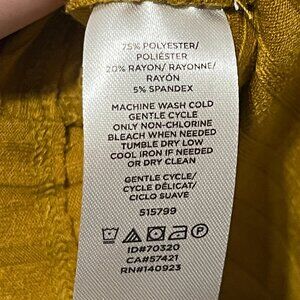 75% POLYESTER/
POLIÉSTER
20% RAYON/ RAYONNE/
RAYÓN
5% SPANDEX
MACHINE WASH COLD
GENTLE CYCLE
ONLY NON-CHLORINE
BLEACH WHEN NEEDED
TUMBLE DRY LOW
COOL IRON IF NEEDED
OR DRY CLEAN
GENTLE CYCLE/
CYCLE DÉLICAT/
CICLO SUAVE
515799
ID#70320
CA#57421
RN#140923